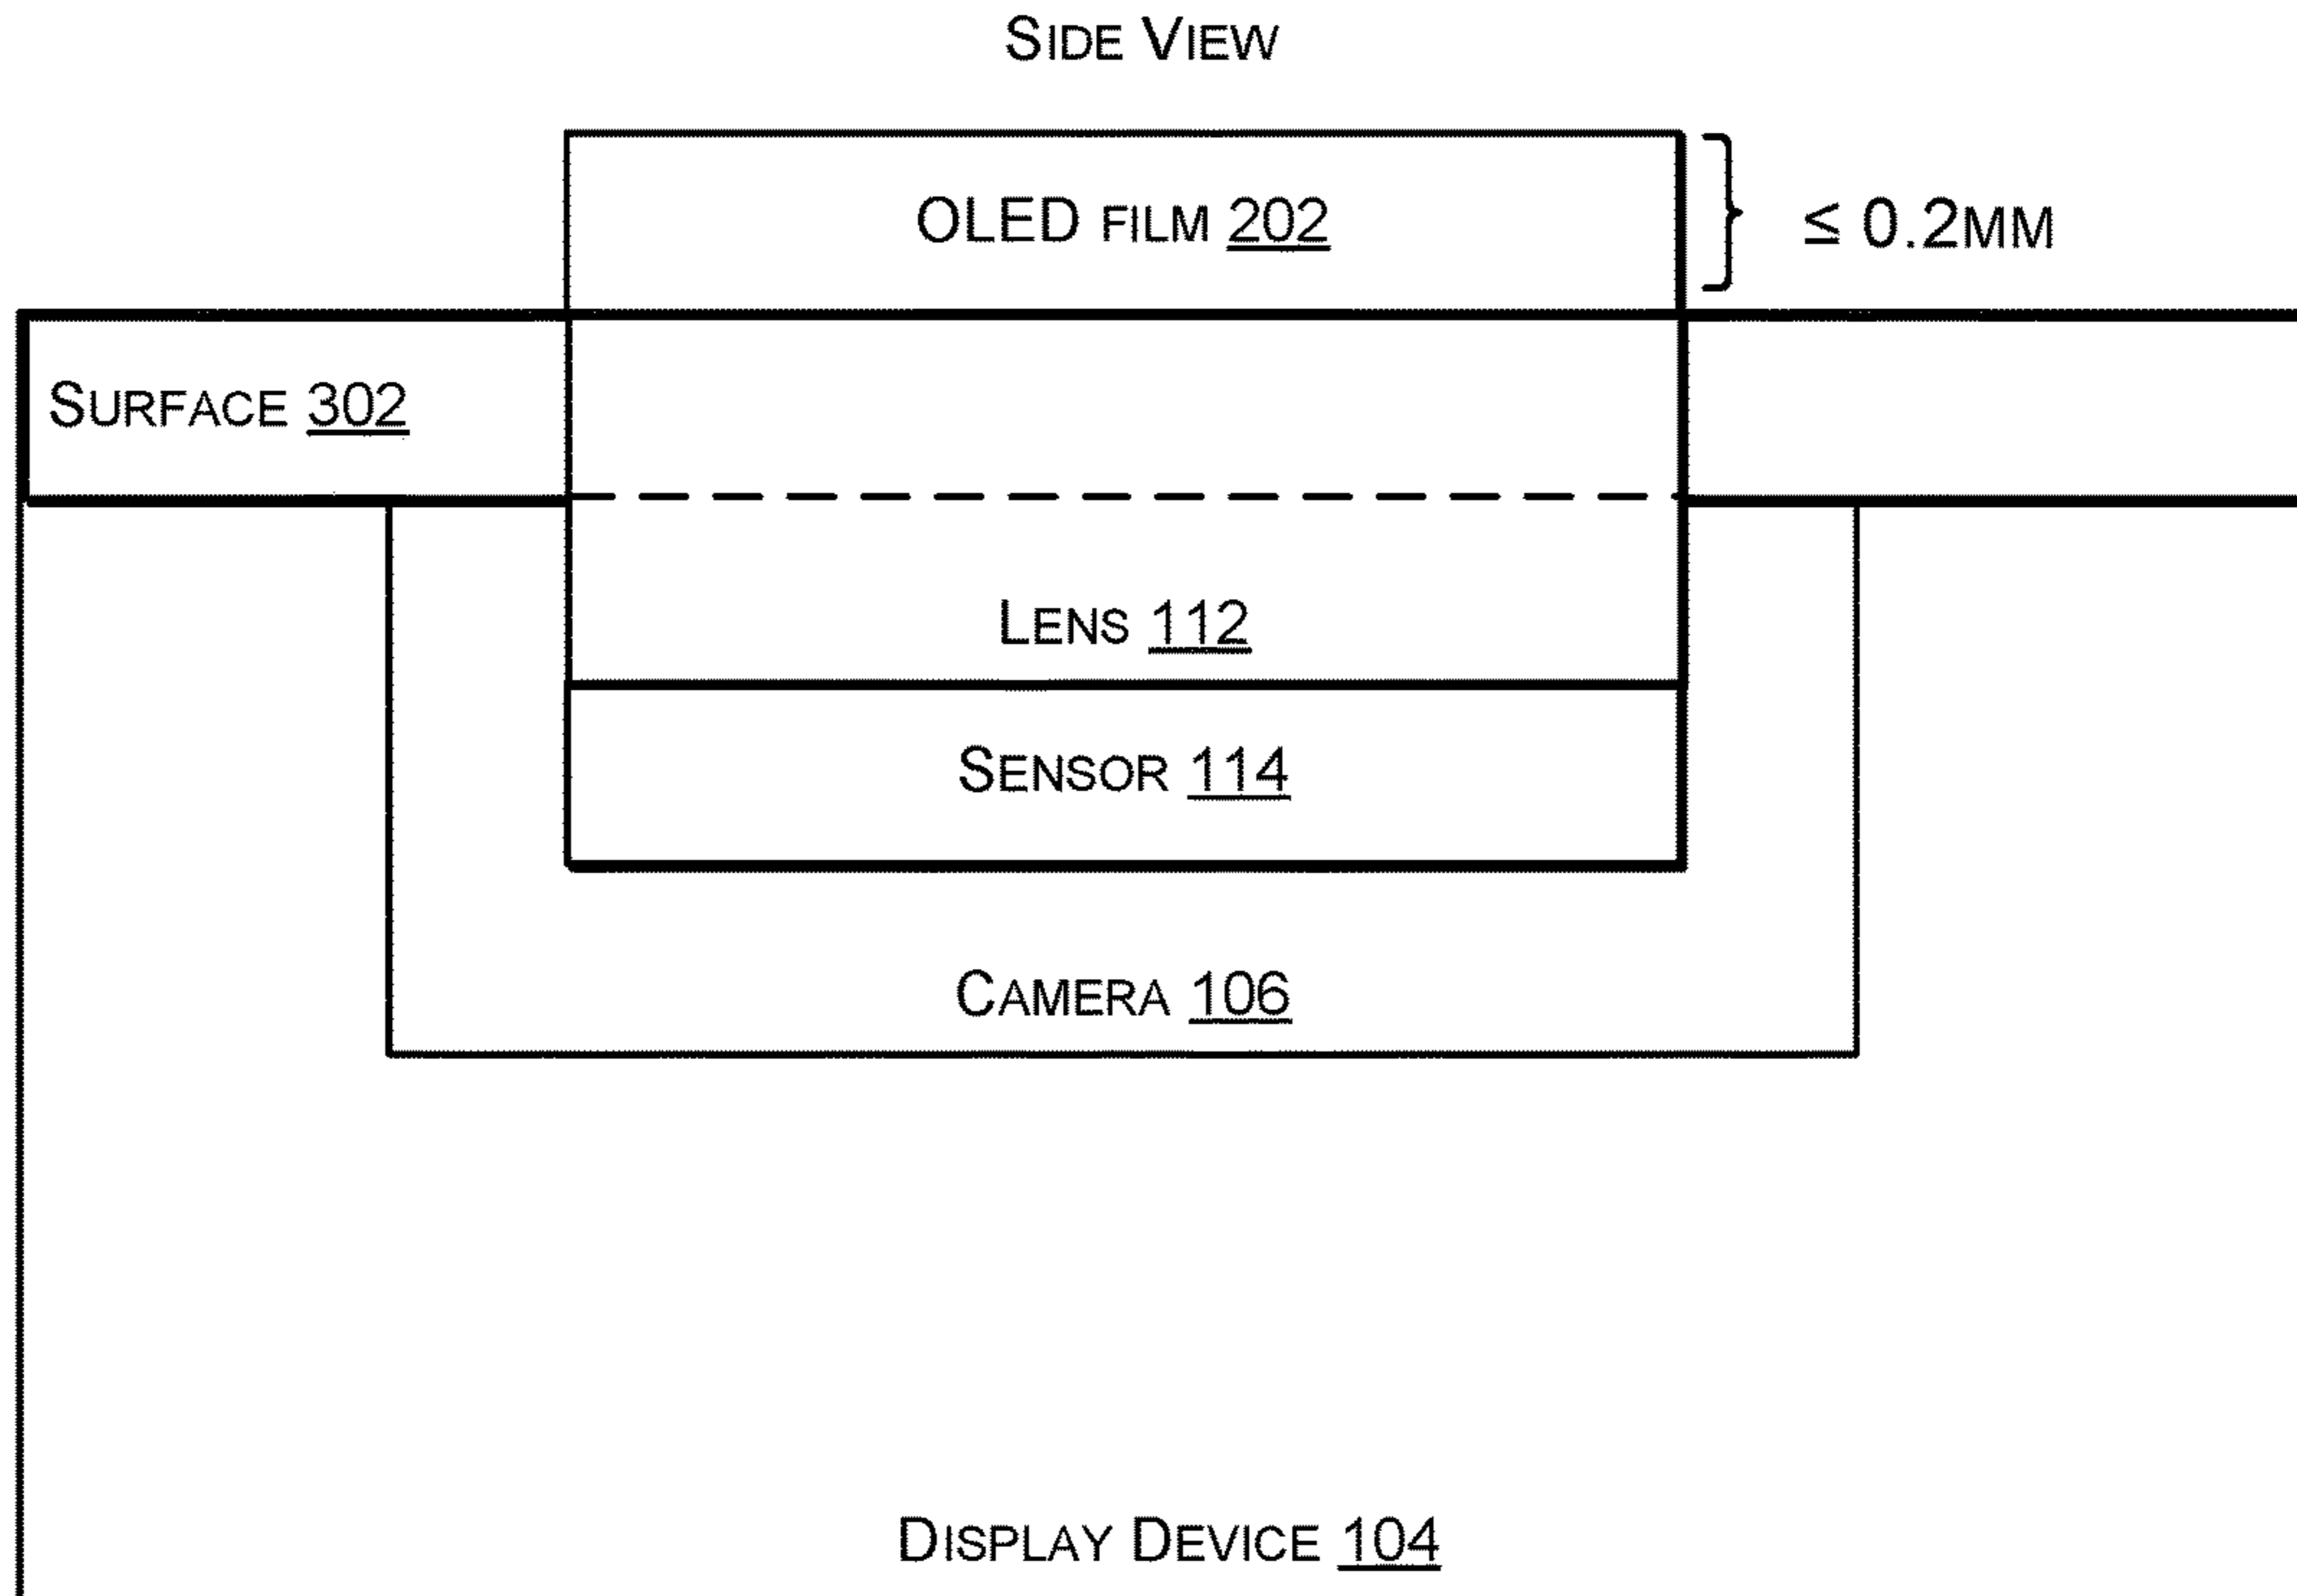 SIDE VIEW
OLED FILM 202
≤ 0.2MM
SURFACE 302
LENS 112
SENSOR 114
CAMERA 106
DISPLAY DEVICE 104